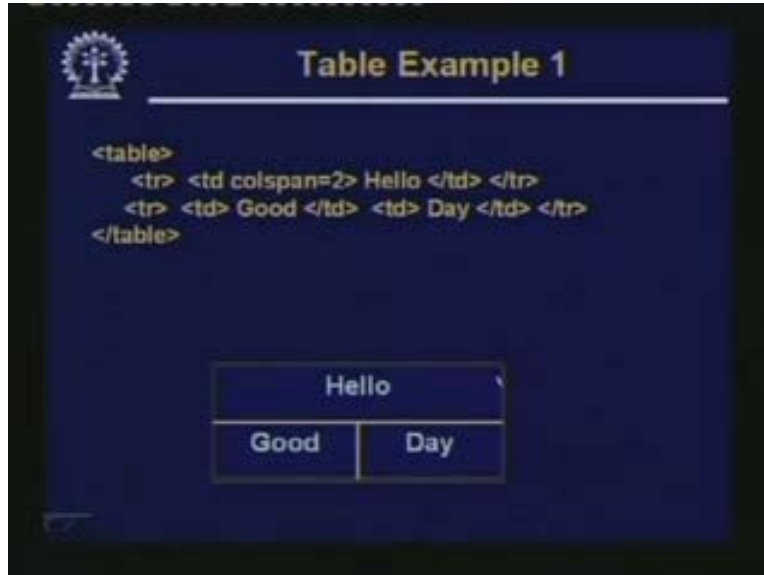 Table Example 1
<table>
<tr> <td colspan=2> Hello </td> </tr>
<tr> <td> Good </td> <td> Day </td> </tr>
</table>
Hello
Good Day